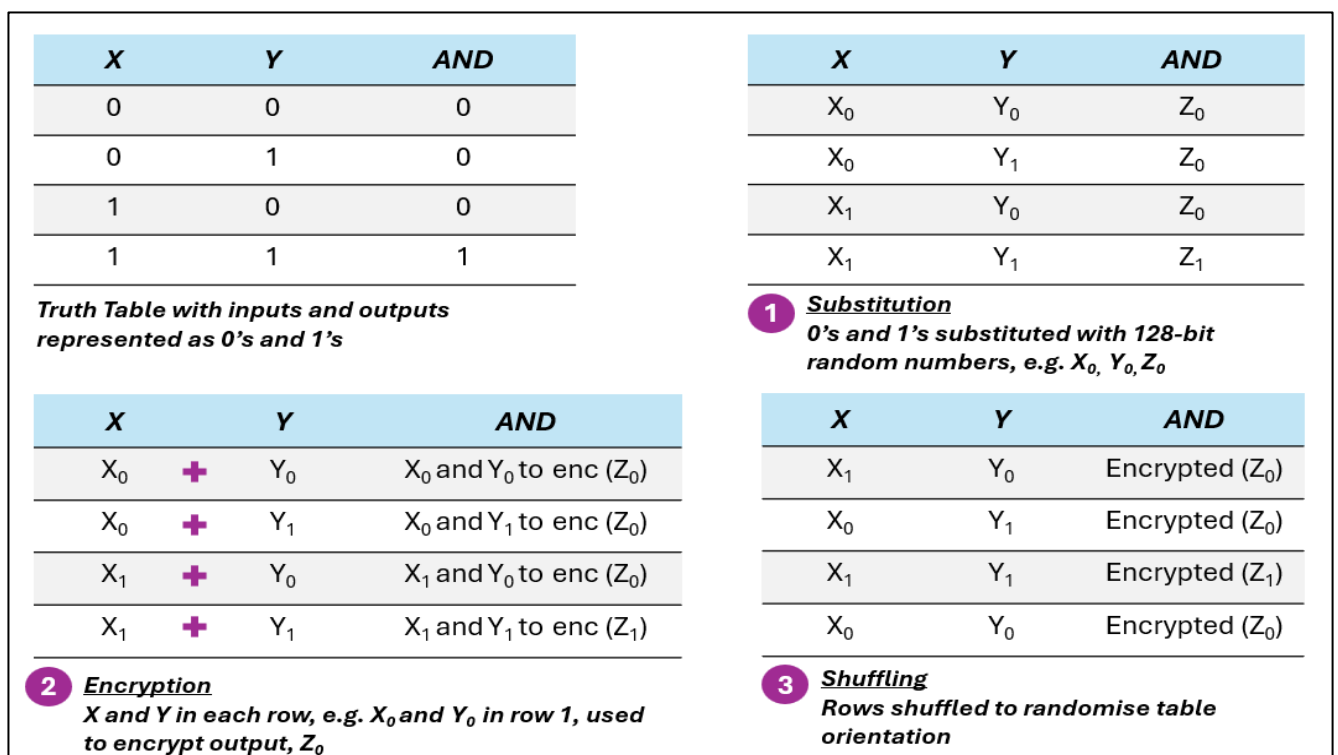 X Y AND
0 0 0
0 1 0
1 0 0
1 1 1
Truth Table with inputs and outputs
represented as 0’s and 1’s
X Y AND
X₀ Y₀ Z₀
X₀ Y₁ Z₀
X₁ Y₀ Z₀
X₁ Y₁ Z₁
1 Substitution
0’s and 1’s substituted with 128-bit
random numbers, e.g. X₀, Y₀, Z₀
X Y AND
X₀ + Y₀ X₀ and Y₀ to enc (Z₀)
X₀ + Y₁ X₀ and Y₁ to enc (Z₀)
X₁ + Y₀ X₁ and Y₀ to enc (Z₀)
X₁ + Y₁ X₁ and Y₁ to enc (Z₁)
2 Encryption
X and Y in each row, e.g. X₀ and Y₀ in row 1, used
to encrypt output, Z₀
X Y AND
X₁ Y₀ Encrypted (Z₀)
X₀ Y₁ Encrypted (Z₀)
X₁ Y₁ Encrypted (Z₁)
X₀ Y₀ Encrypted (Z₀)
3 Shuffling
Rows shuffled to randomise table
orientation